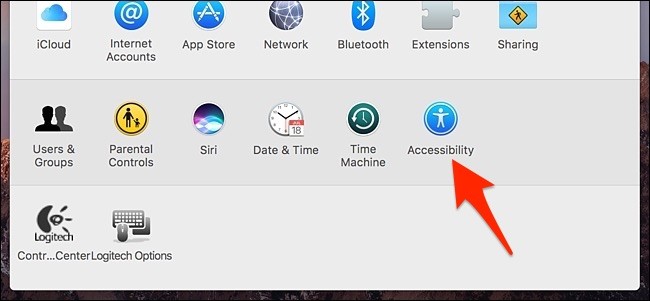 iCloud
Internet
Accounts
App Store
Network
Bluetooth
Extensions
Sharing
Users &
Groups
Parental
Controls
Siri
JUL
18
Date & Time
Time
Machine
Accessibility
Logitech
Contr...Center
Logitech Options